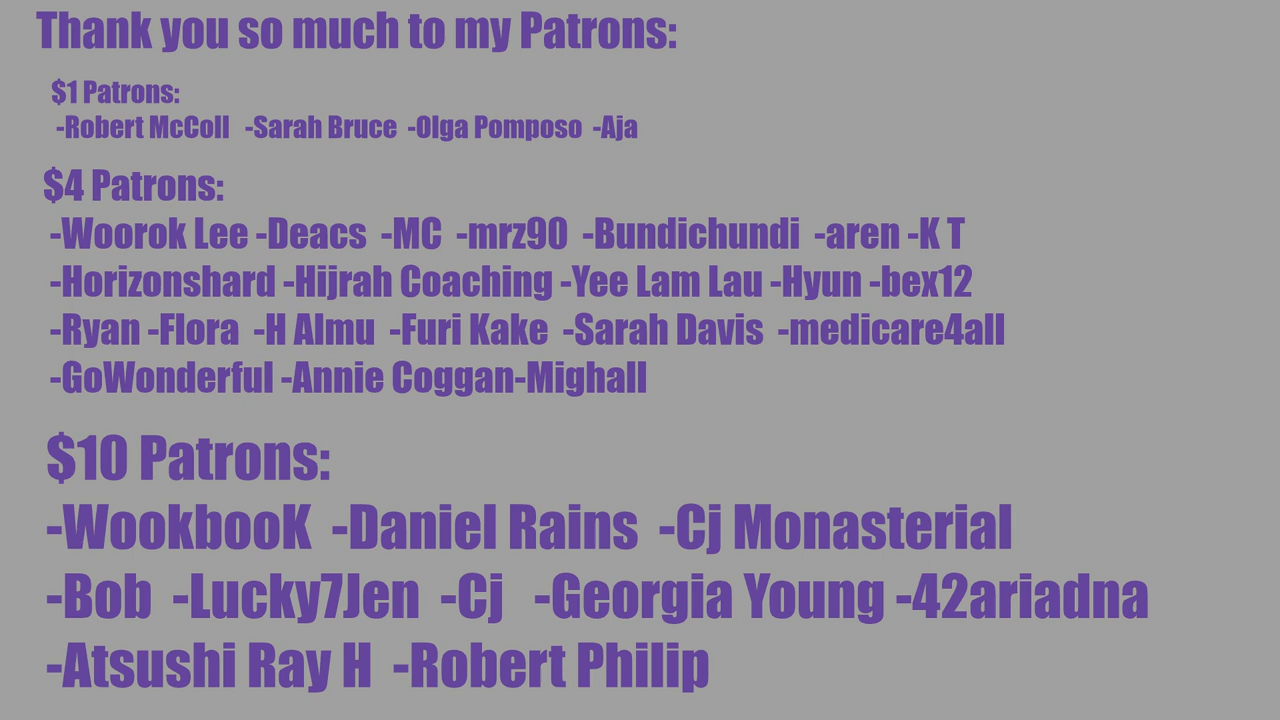 Thank you so much to my Patrons:
$1 Patrons:
-Robert McColl -Sarah Bruce -Olga Pomposo -Aja
$4 Patrons:
-Woorok Lee -Deacs -MC -mrz90 -Bundichundi -aren -K T
-Horizonshard -Hijrah Coaching -Yee Lam Lau -Hyun -bex12
-Ryan -Flora -H Almu -Furi Kake -Sarah Davis -medicare4all
-GoWonderful -Annie Coggan-Mighall
$10 Patrons:
-WookbooK -Daniel Rains -Cj Monasterial
-Bob -Lucky7Jen -Cj -Georgia Young -42ariadna
-Atsushi Ray H -Robert Philip